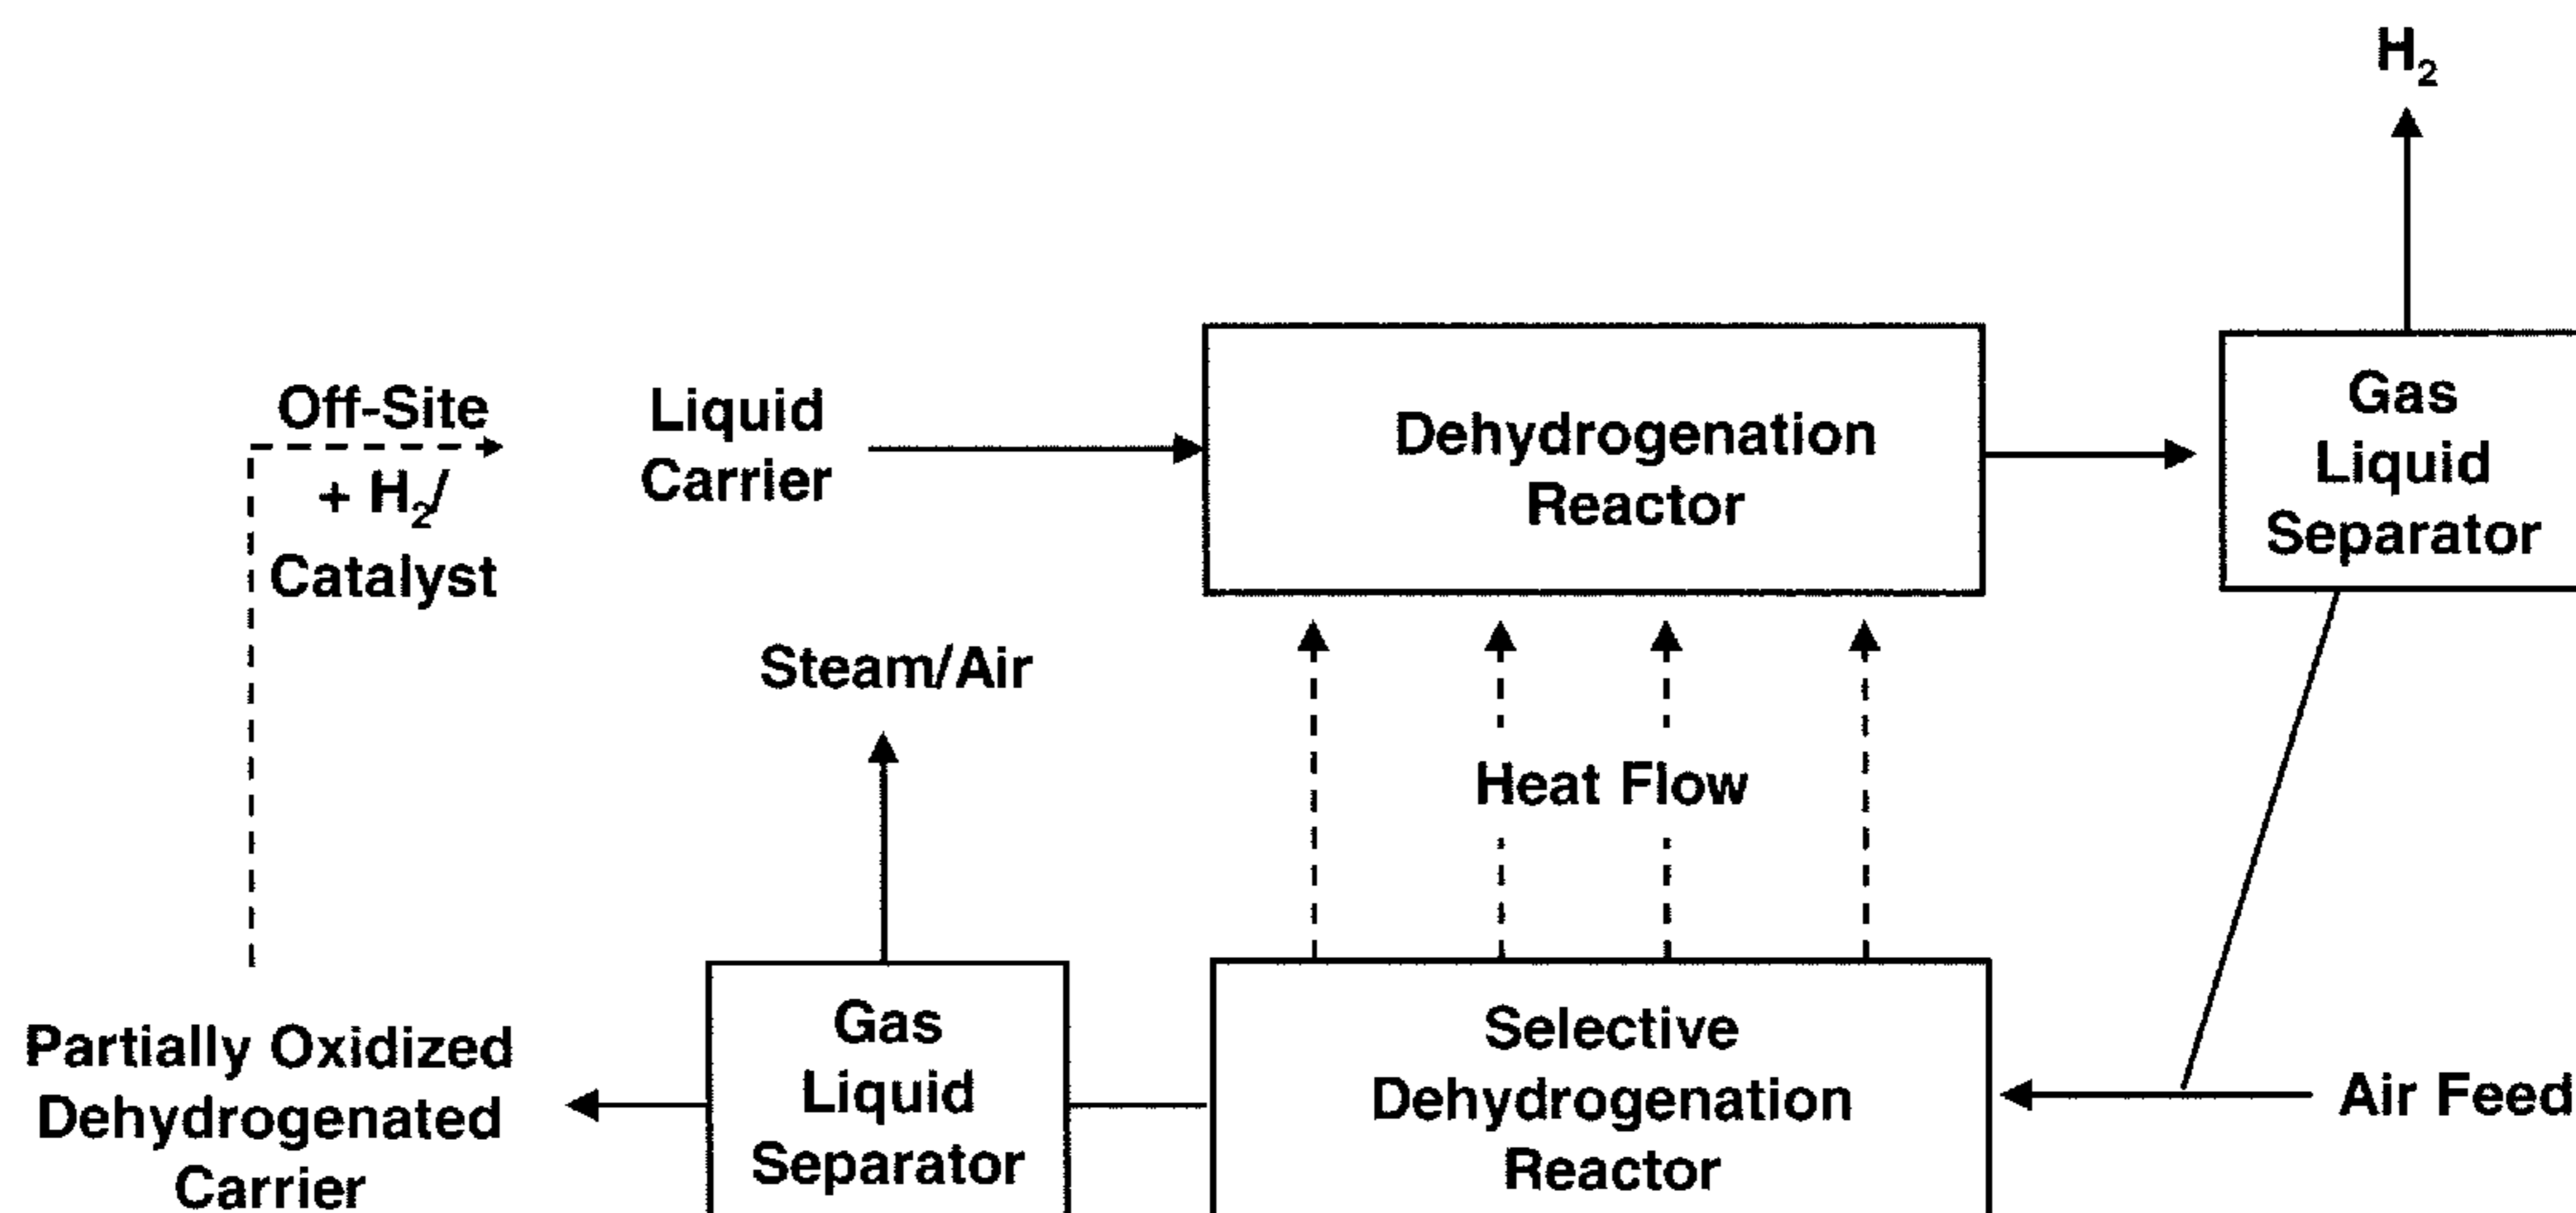 H₂
Off-Site
+ H₂/
Catalyst
Liquid
Carrier
Dehydrogenation
Reactor
Gas
Liquid
Separator
Steam/Air
Heat Flow
Partially Oxidized
Dehydrogenated
Carrier
Gas
Liquid
Separator
Selective
Dehydrogenation
Reactor
Air Feed